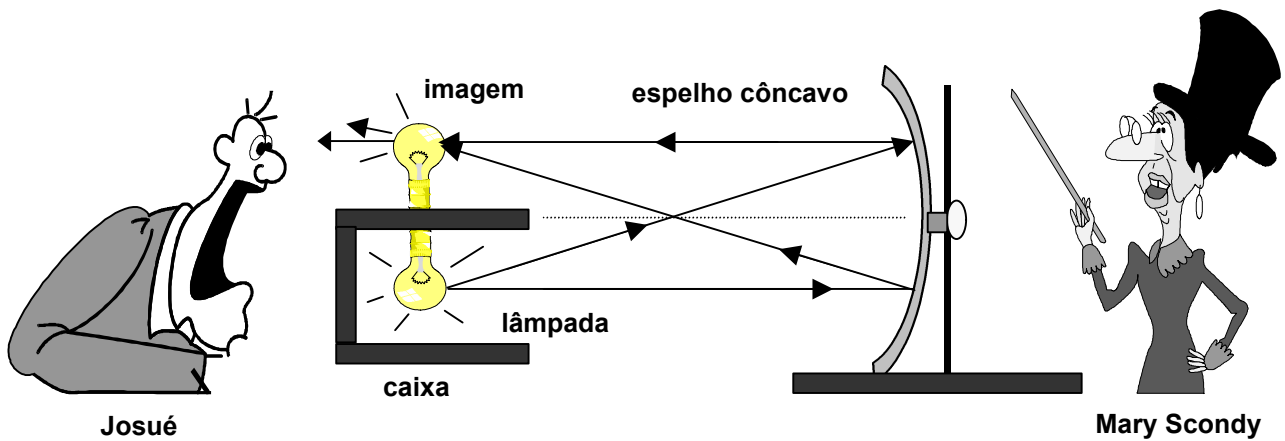 imagem
espelho côncavo
lâmpada
caixa
Josué
Mary Scondy